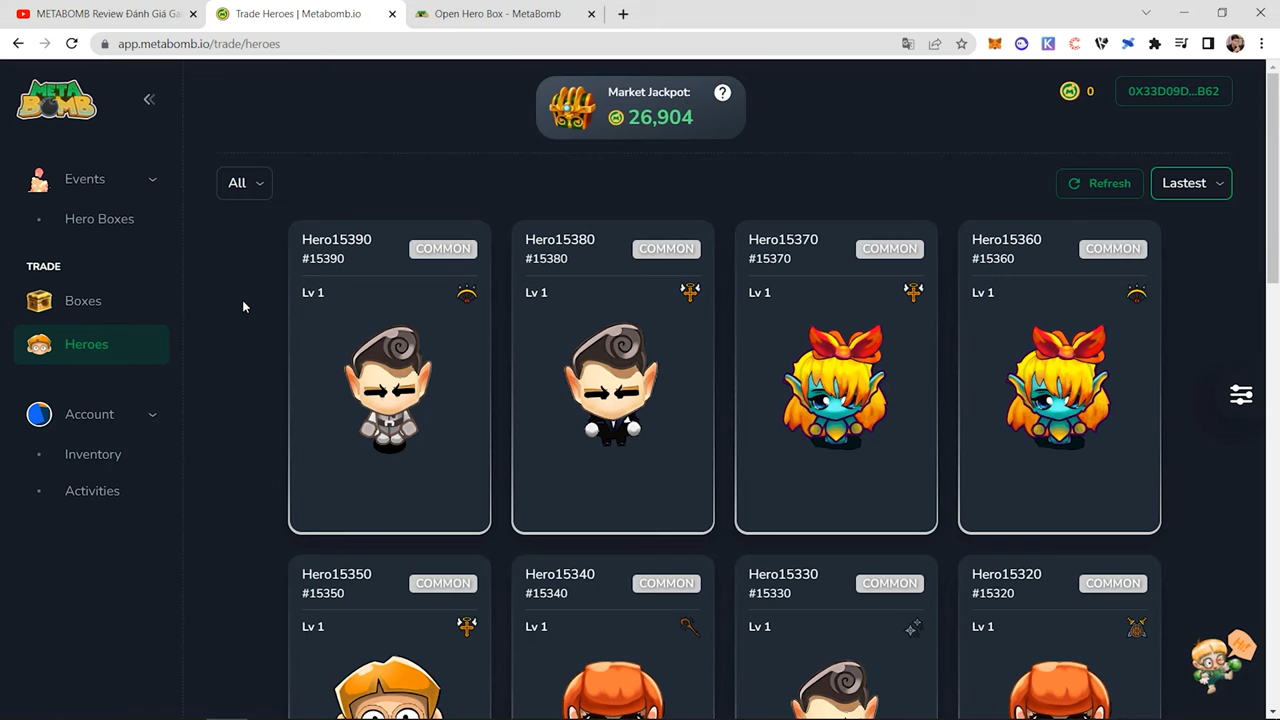 METABOMB Review Đánh Giá Ga
Trade Heroes | Metabomb.io
Open Hero Box - MetaBomb
app.metabomb.io/trade/heroes
META
BOMB
Market Jackpot:
?
26,904
0
0X33D09D...B62
Events
Hero Boxes
TRADE
Boxes
Heroes
Account
Inventory
Activities
All
Refresh
Lastest
Hero15390
#15390
COMMON
Lv 1
Hero15380
#15380
COMMON
Lv 1
Hero15370
#15370
COMMON
Lv 1
Hero15360
#15360
COMMON
Lv 1
Hero15350
#15350
COMMON
Lv 1
Hero15340
#15340
COMMON
Lv 1
Hero15330
#15330
COMMON
Lv 1
Hero15320
#15320
COMMON
Lv 1